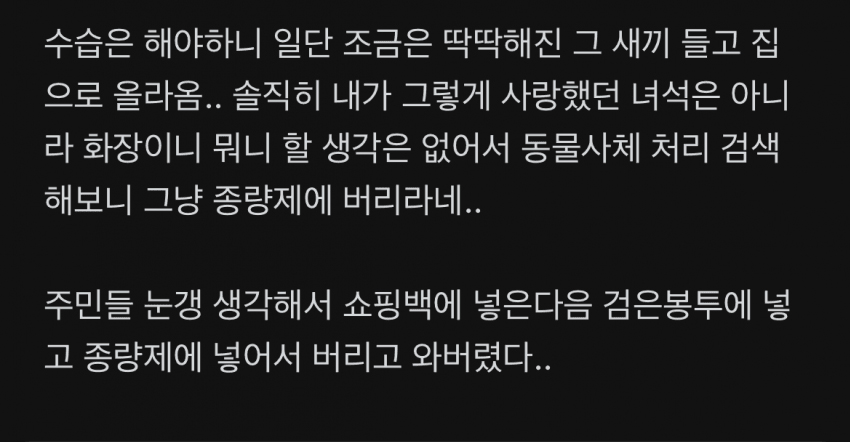 수습은 해야하니 일단 조금은 딱딱해진 그 새끼 들고 집
으로 올라옴.. 솔직히 내가 그렇게 사랑했던 녀석은 아니
라 화장이니 뭐니 할 생각은 없어서 동물사체 처리 검색
해보니 그냥 종량제에 버리라네..
주민들 눈갱 생각해서 쇼핑백에 넣은다음 검은봉투에 넣
고 종량제에 넣어서 버리고 와버렸다..